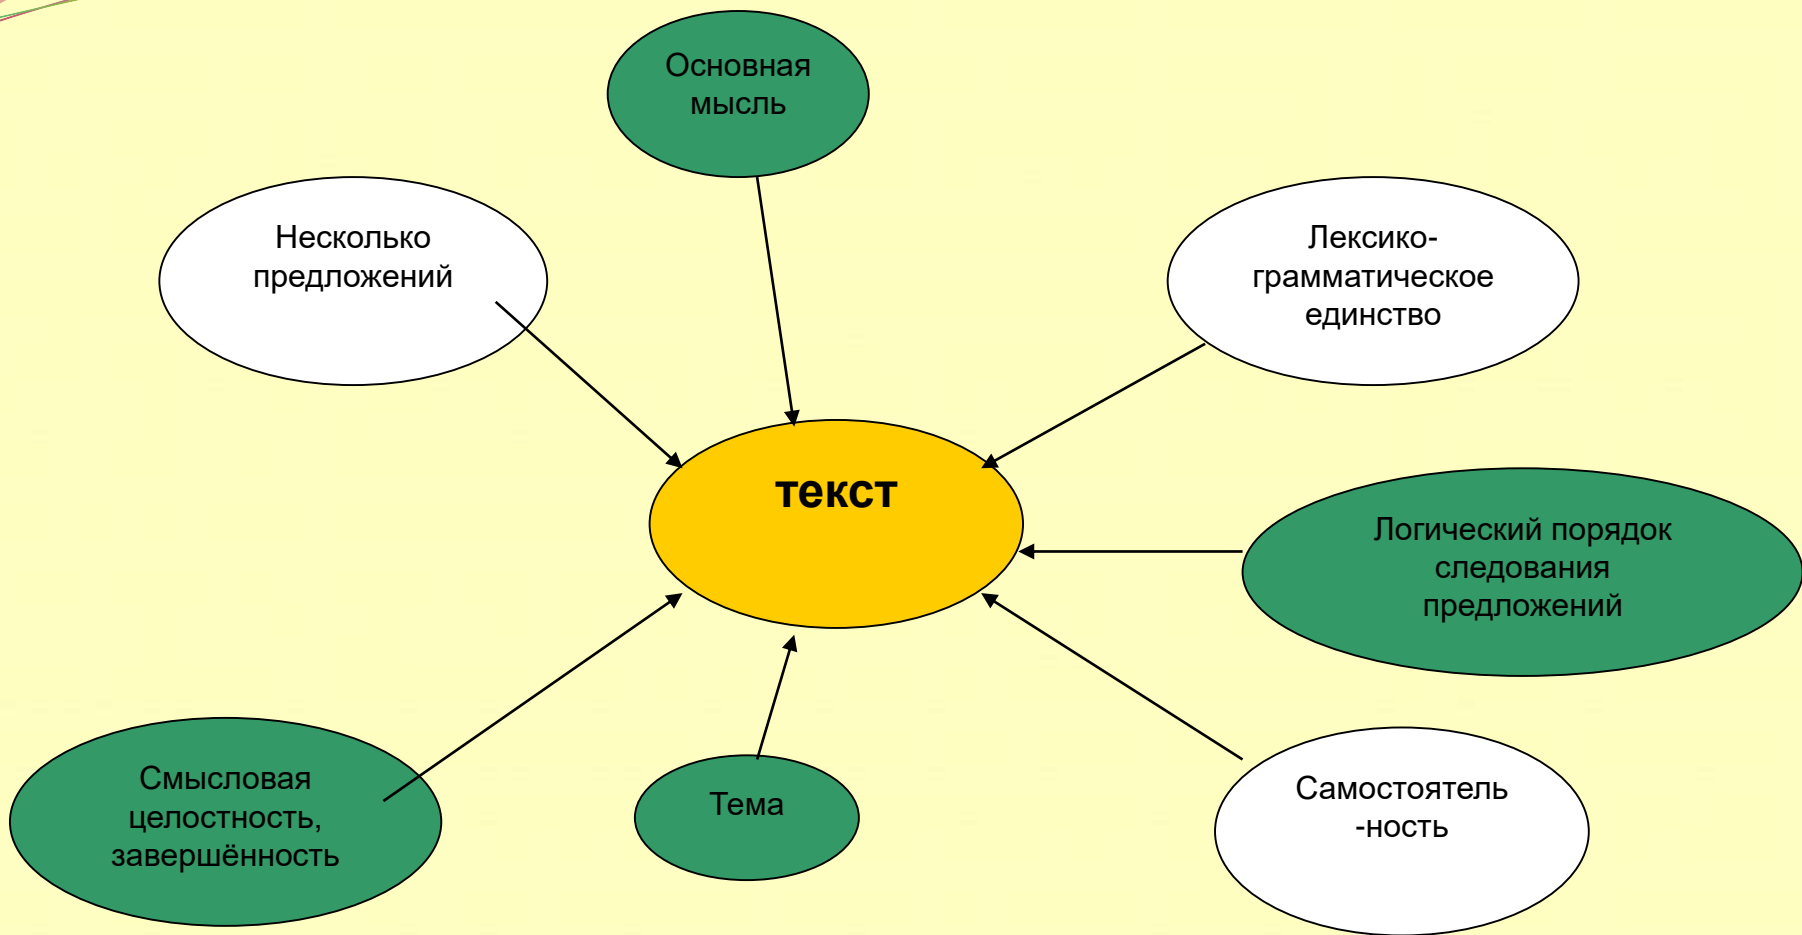 Основная
мысль
Несколько
предложений
Лексико-
грамматическое
единство
текст
Логический порядок
следования
предложений
Смысловая
целостность,
завершённость
Тема
Самостоятель
-ность